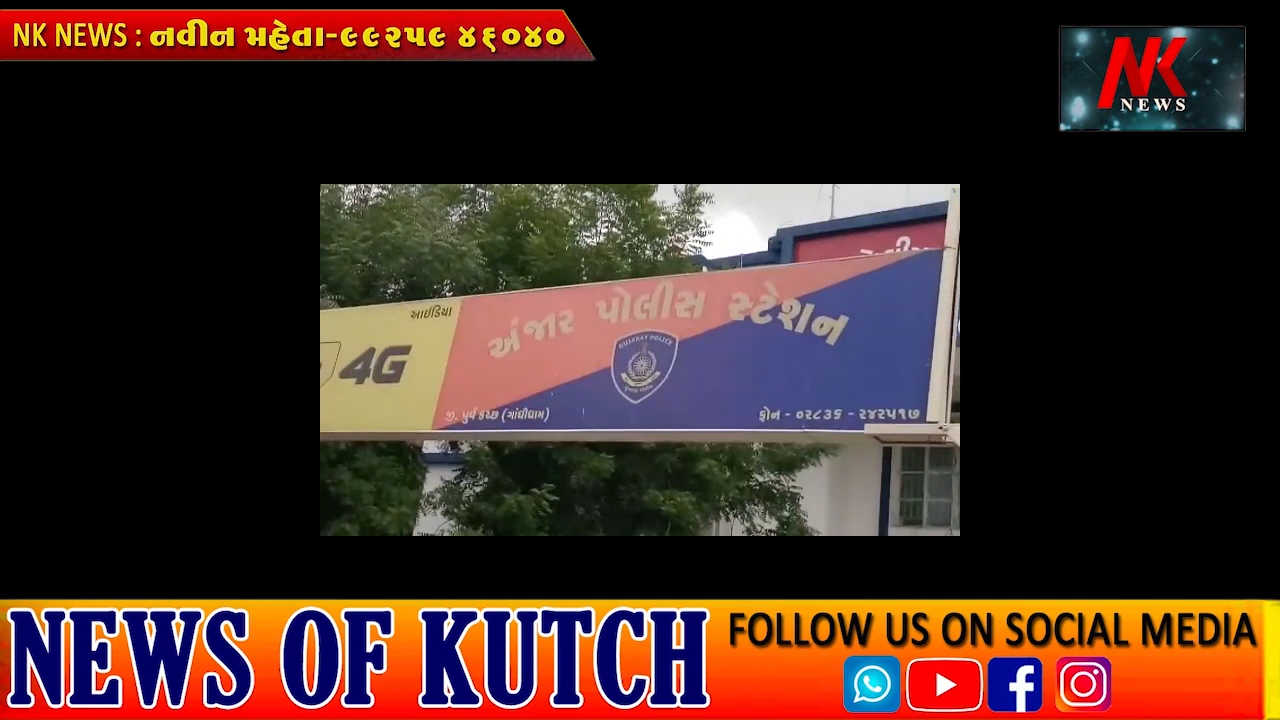 NK NEWS : નવીન મહેતા-૯૯૨૫૯ ૪૬૦૪૦
NK
NEWS
આઈડિયા
4G
અંજાર પોલીસ સ્ટેશન
GUJARAT POLICE
જી. પુર્વ કચ્છ (ગાંધીધામ)
ફોન - ૦૨૮૩૬ - ૨૪૨૫૧૭
NEWS OF KUTCH
FOLLOW US ON SOCIAL MEDIA